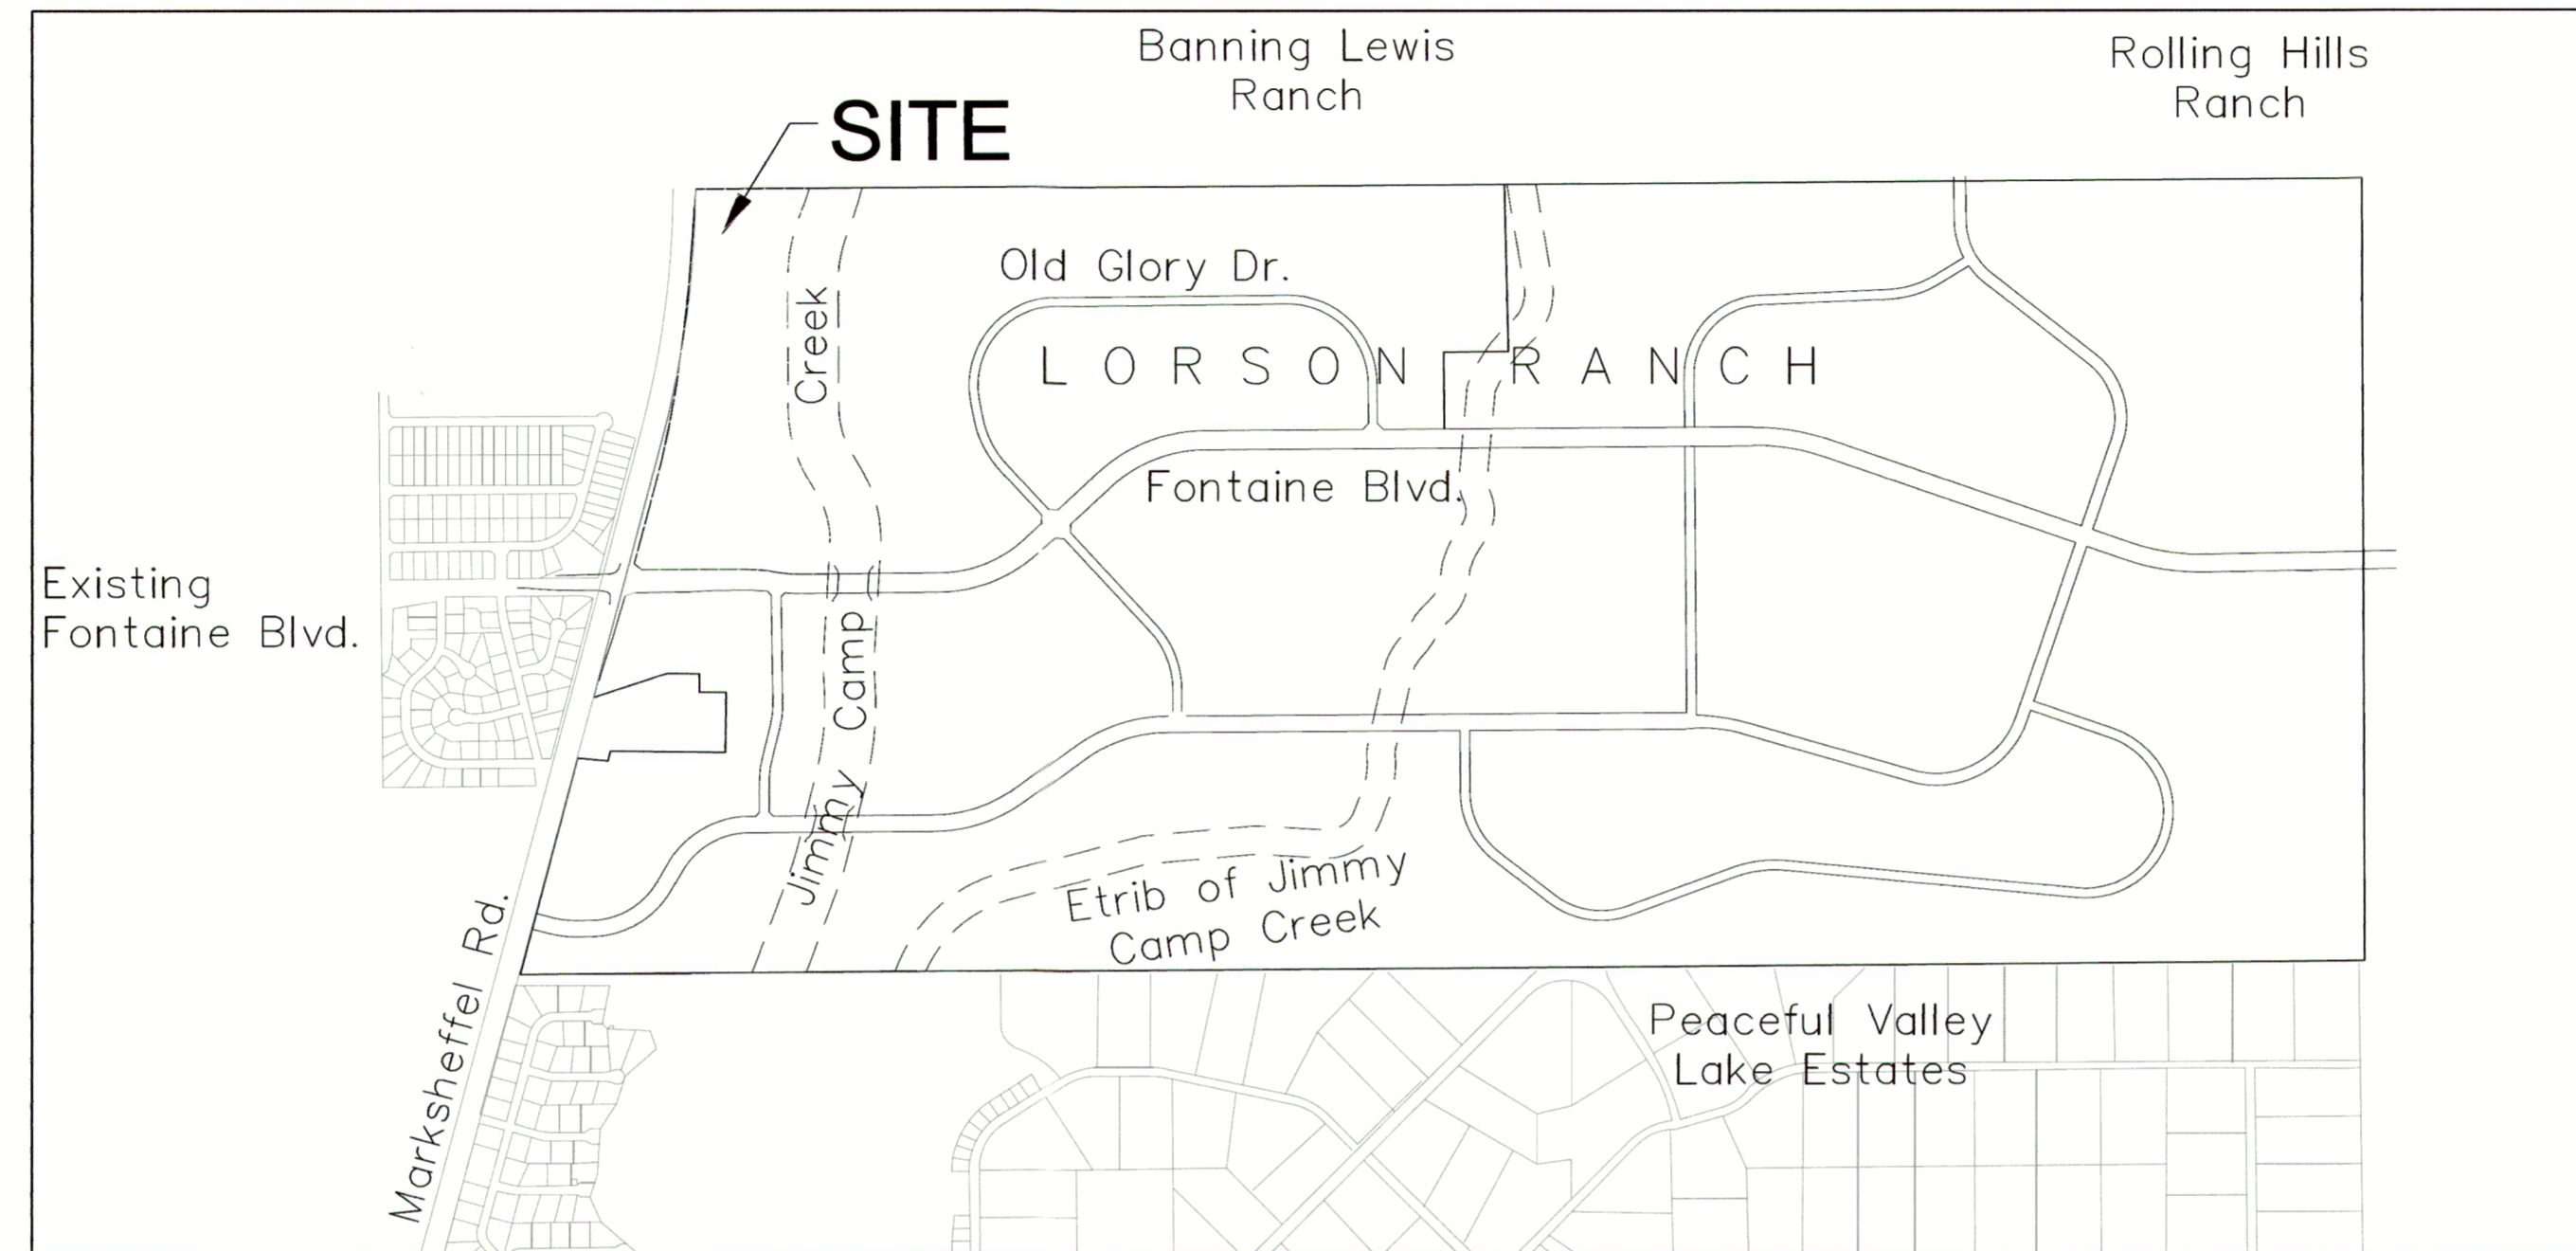 Banning Lewis
Ranch
Rolling Hills
Ranch
SITE
Old Glory Dr.
Creek
LORSON RANCH
Fontaine Blvd.
Existing
Fontaine Blvd.
Jimmy Camp
Etrib of Jimmy
Camp Creek
Marksheffel Rd.
Peaceful Valley
Lake Estates